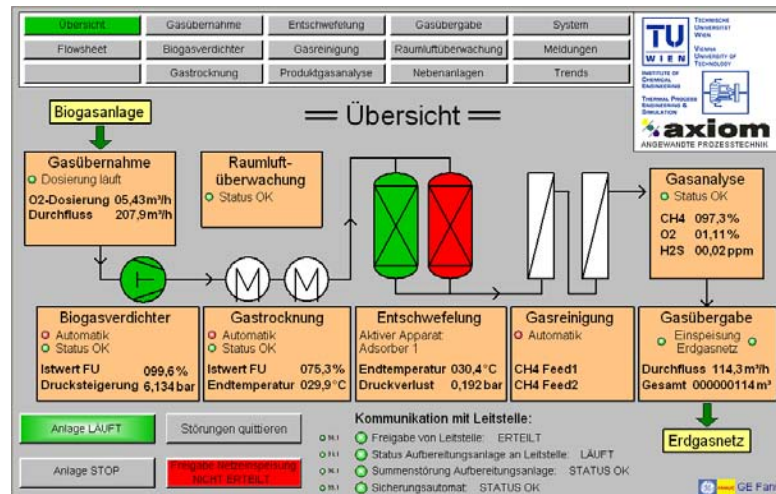 Übersicht Gasübernahme Entschwefelung Gasübergabe System
Flowsheet Biogasverdichter Gasreinigung Raumluftüberwachung Meldungen
Gastrocknung Produktgasanalyse Nebenanlagen Trends
TU
WIEN
TECHNISCHE
UNIVERSITÄT
WIEN
VIENNA
UNIVERSITY OF
TECHNOLOGY
INSTITUTE OF
CHEMICAL
ENGINEERING
THERMAL PROCESS
ENGINEERING &
SIMULATION
axiom
ANGEWANDTE PROZESSTECHNIK
Biogasanlage
Übersicht
Gasübernahme
Dosierung läuft
O2-Dosierung 05,43m³/h
Durchfluss 207,9m³/h
Raumluft-
überwachung
Status OK
Gasanalyse
Status OK
CH4 097,3%
O2 01,11%
H2S 00,02ppm
Biogasverdichter
Automatik
Status OK
Istwert FU 099,6%
Drucksteigerung 6,134bar
Gastrocknung
Automatik
Status OK
Istwert FU 075,3%
Endtemperatur 029,9°C
Entschwefelung
Aktiver Apparat:
Adsorber 1
Endtemperatur 030,4°C
Druckverlust 0,192bar
Gasreinigung
Automatik
CH4 Feed1
CH4 Feed2
Gasübergabe
Einspeisung
Erdgasnetz
Durchfluss 114,3m³/h
Gesamt 000000114m³
Anlage LÄUFT
Störungen quittieren
Anlage STOP
Freigabe Netzeinspeisung
NICHT ERTEILT
Kommunikation mit Leitstelle:
Freigabe von Leitstelle: ERTEILT
Status Aufbereitungsanlage an Leitstelle: LÄUFT
Summenstörung Aufbereitungsanlage: STATUS OK
Sicherungsautomat: STATUS OK
Erdgasnetz
GE Fan